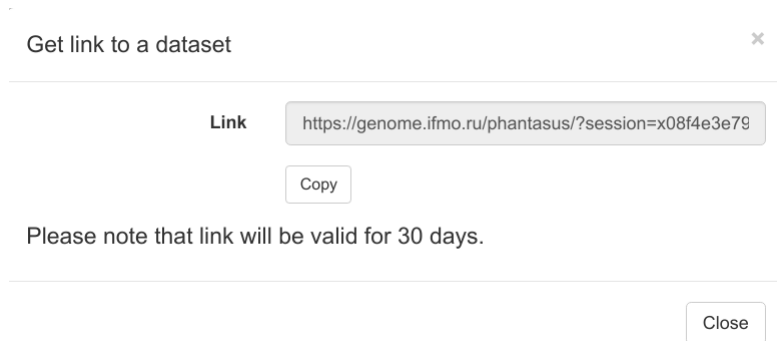 Get link to a dataset ×
Link https://genome.ifmo.ru/phantasus/?session=x08f4e3e79
Copy
Please note that link will be valid for 30 days.
Close